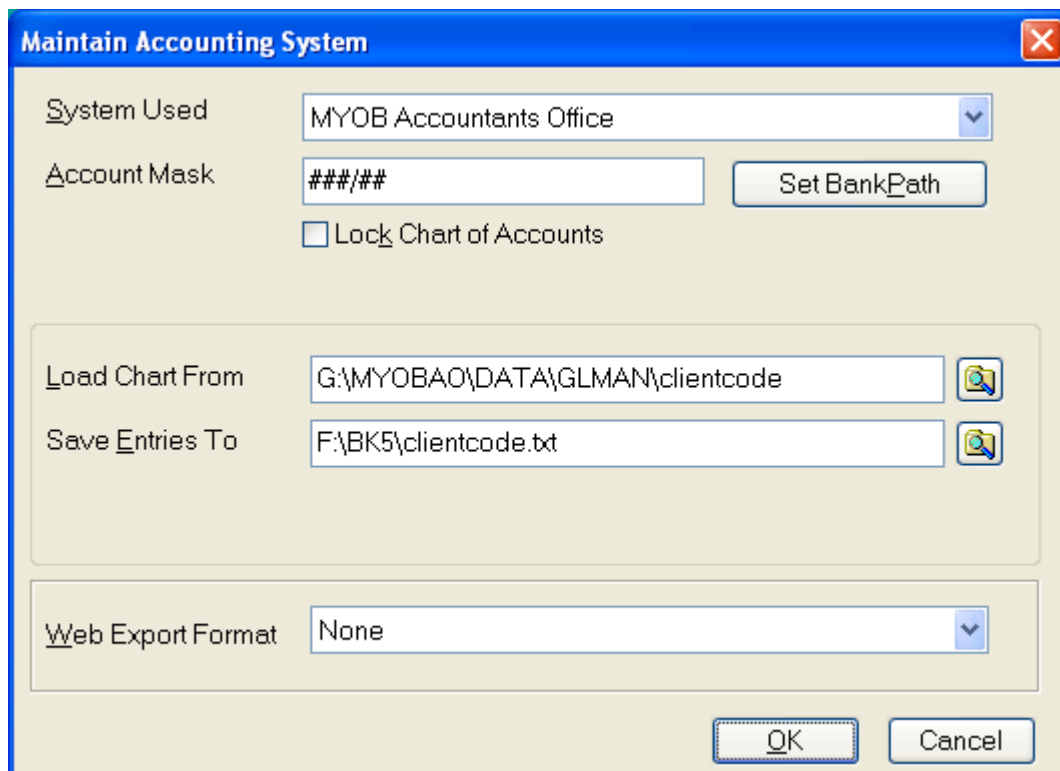 Maintain Accounting System
System Used
MYOB Accountants Office
Account Mask
###/##
Set BankPath
Lock Chart of Accounts
Load Chart From
G:\MYOBAO\DATA\GLMAN\clientcode
Save Entries To
F:\BK5\clientcode.txt
Web Export Format
None
OK
Cancel